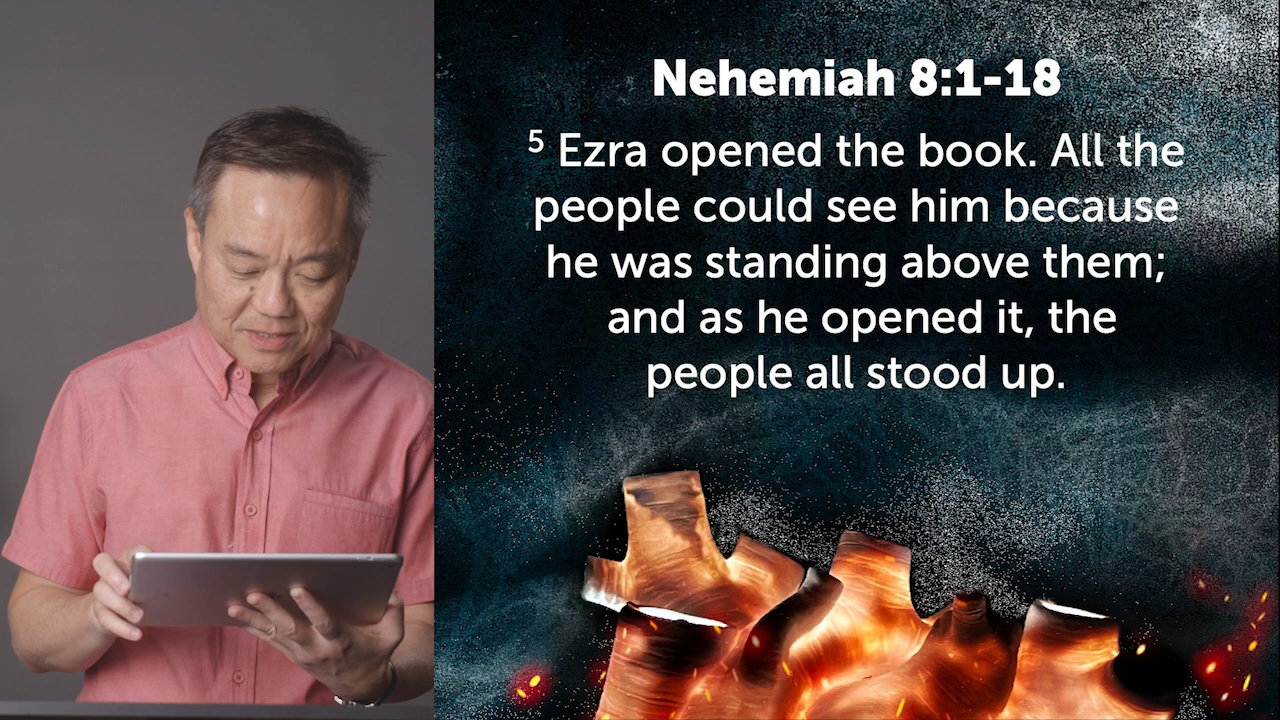 Nehemiah 8:1-18
5 Ezra opened the book. All the
people could see him because
he was standing above them;
and as he opened it, the
people all stood up.